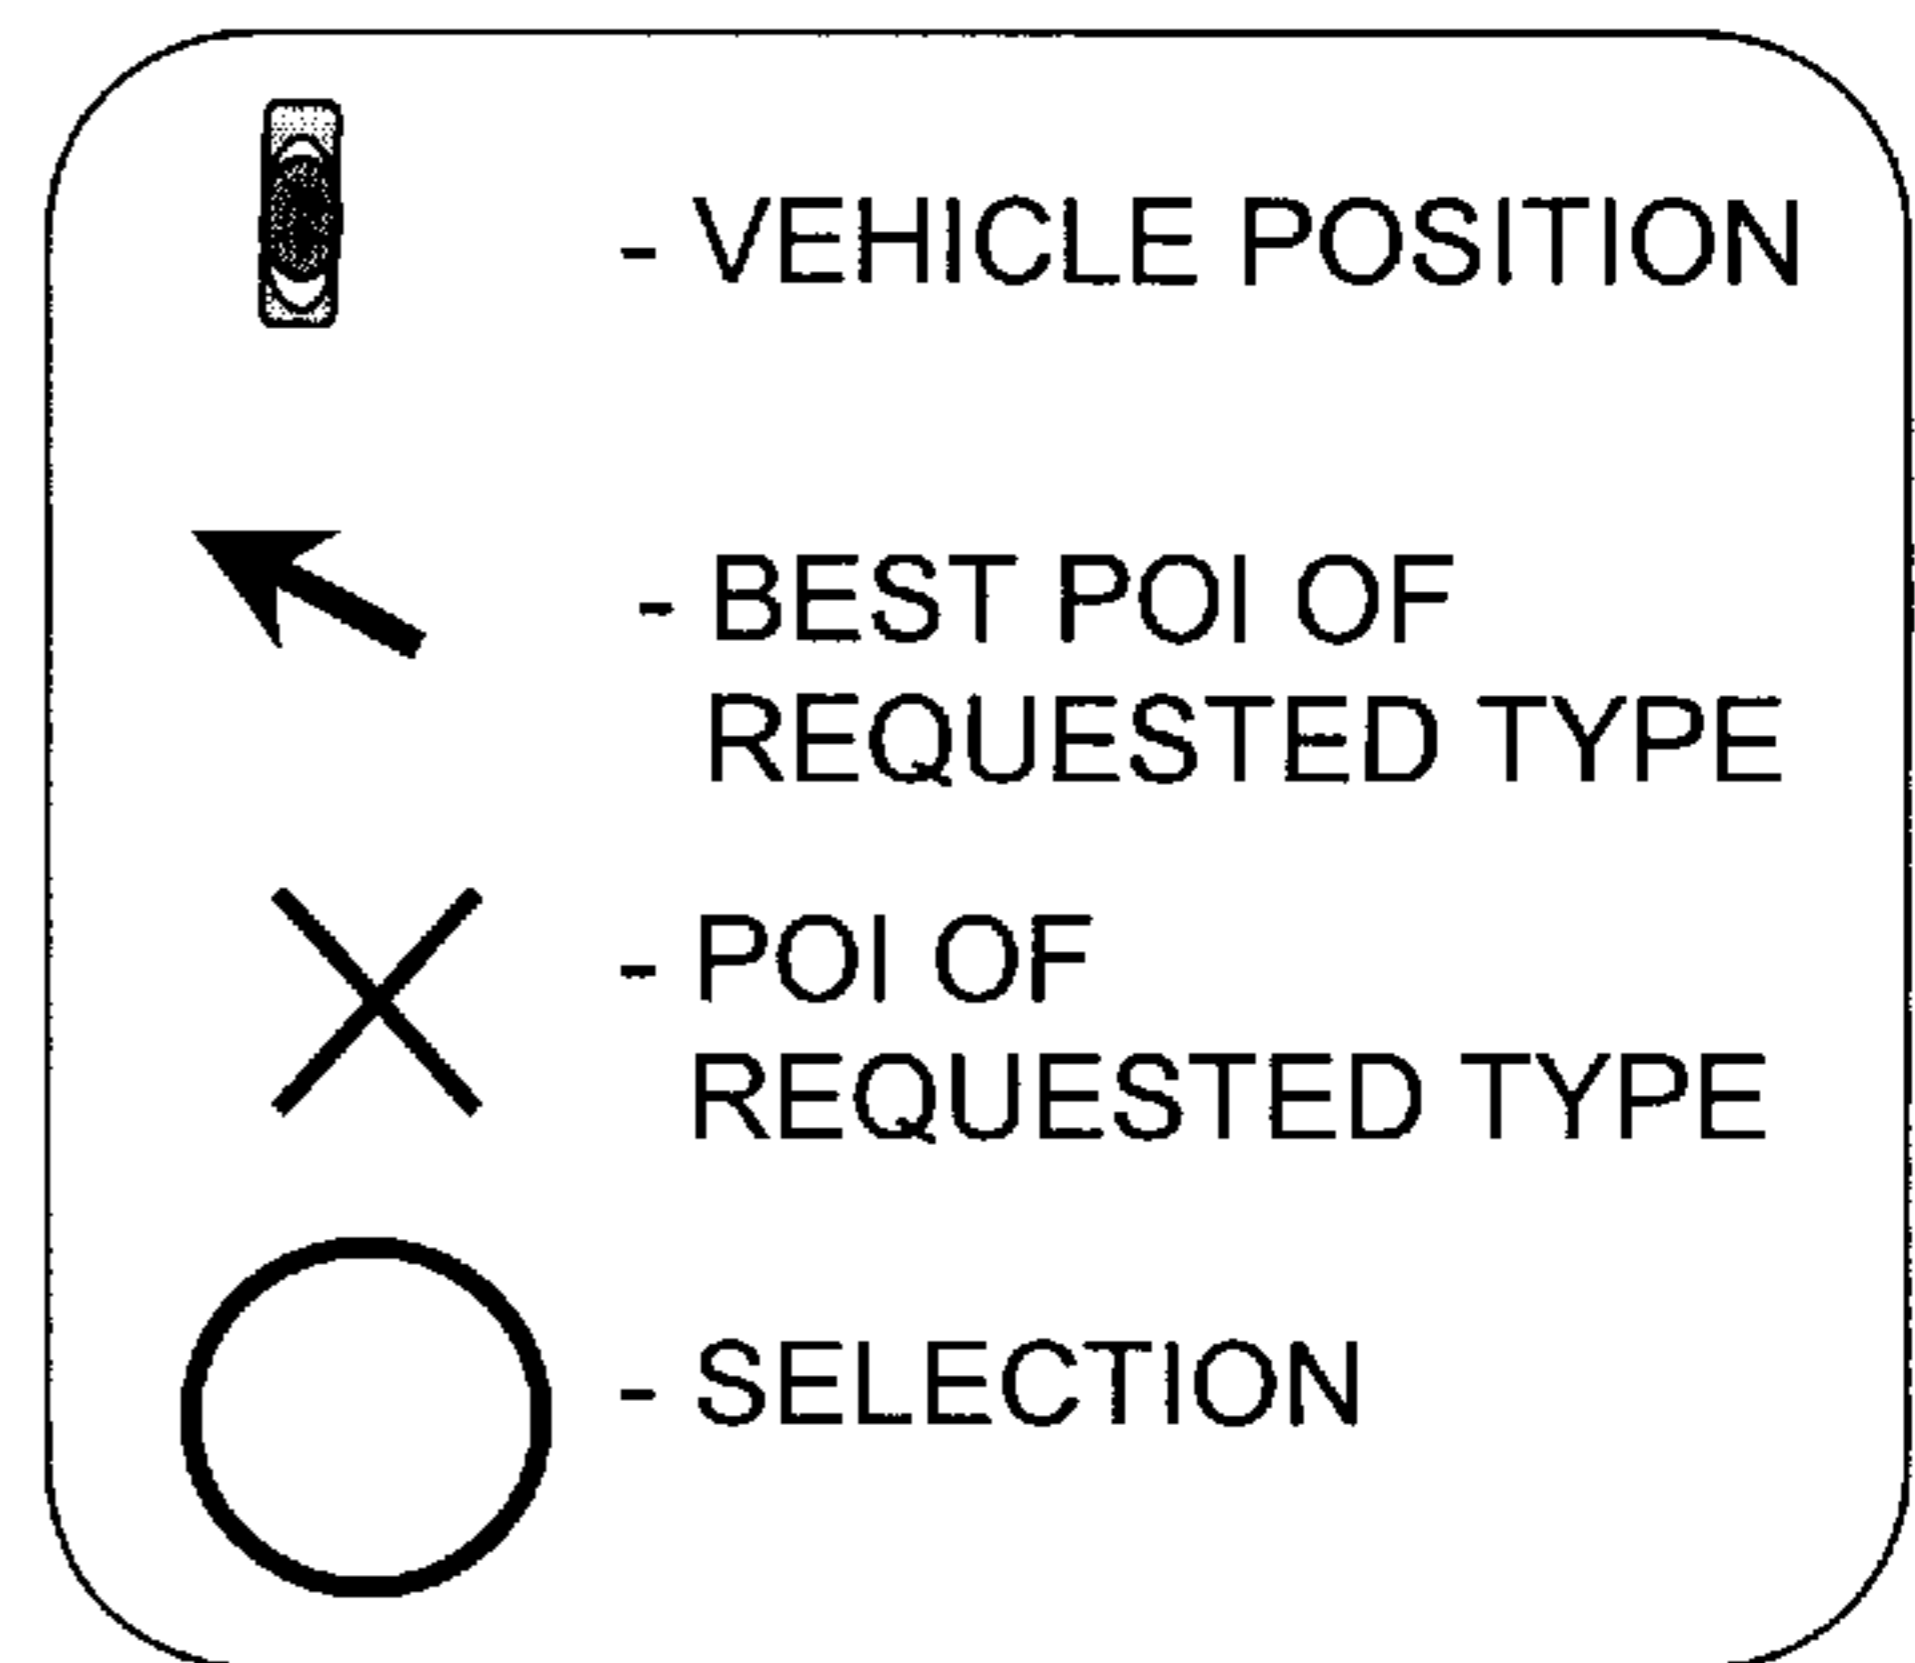 - VEHICLE POSITION
- BEST POI OF
REQUESTED TYPE
- POI OF
REQUESTED TYPE
- SELECTION